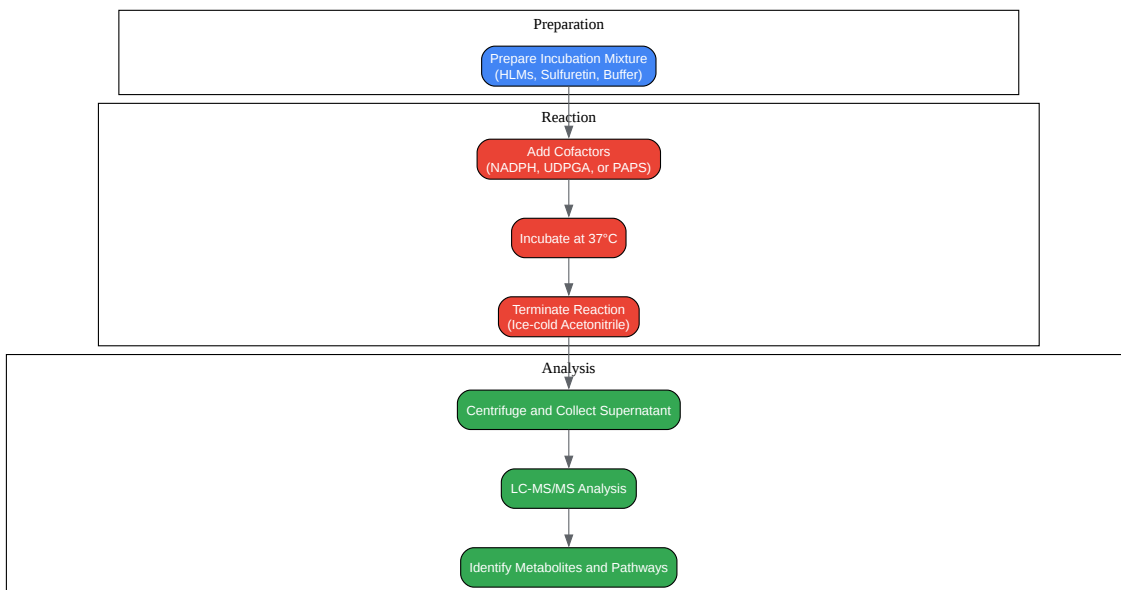 Preparation
Prepare Incubation Mixture
(HLMs, Sulfuretin, Buffer)
Reaction
Add Cofactors
(NADPH, UDPGA, or PAPS)
Incubate at 37°C
Terminate Reaction
(Ice-cold Acetonitrile)
Analysis
Centrifuge and Collect Supernatant
LC-MS/MS Analysis
Identify Metabolites and Pathways